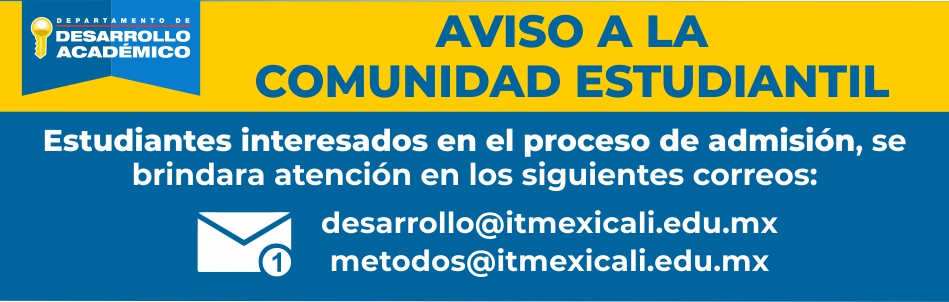 DEPARTAMENTO DE
DESARROLLO
ACADÉMICO
AVISO A LA
COMUNIDAD ESTUDIANTIL
Estudiantes interesados en el proceso de admisión, se
brindara atención en los siguientes correos:
desarrollo@itmexicali.edu.mx
1
metodos@itmexicali.edu.mx